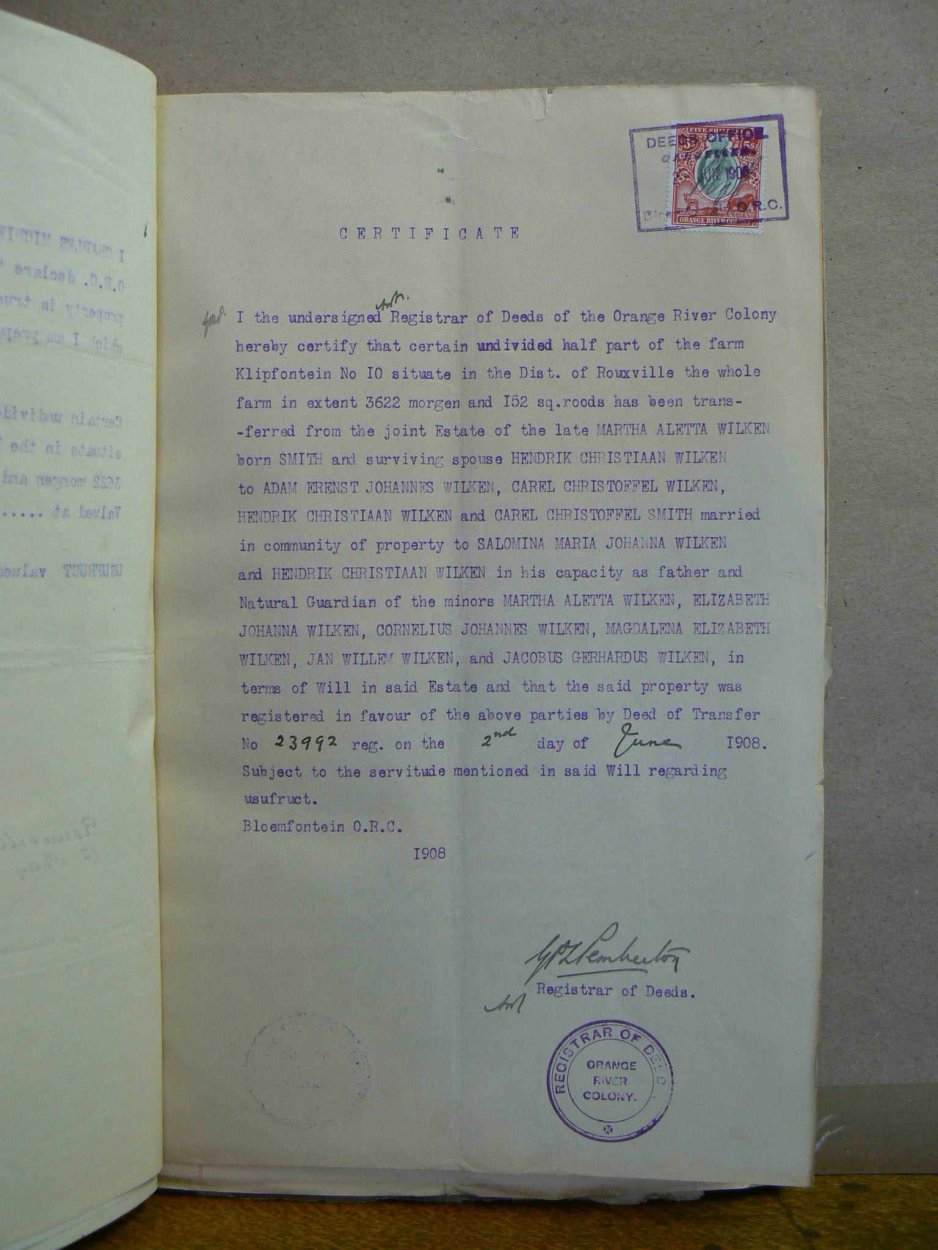 DEEDS OFFICE
FIVE
5s
1908
O.R.C.
ORANGE RIVER
CERTIFICATE
I the undersigned Registrar of Deeds of the Orange River Colony
hereby certify that certain undivided half part of the farm
Klipfontein No IO situate in the Dist. of Rouxville the whole
farm in extent 3622 morgen and I52 sq.roods has been trans-
-ferred from the joint Estate of the late MARTHA ALETTA WILKEN
born SMITH and surviving spouse HENDRIK CHRISTIAAN WILKEN
to ADAM ERENST JOHANNES WILKEN, CAREL CHRISTOFFEL WILKEN,
HENDRIK CHRISTIAAN WILKEN and CAREL CHRISTOFFEL SMITH married
in community of property to SALOMINA MARIA JOHANNA WILKEN
and HENDRIK CHRISTIAAN WILKEN in his capacity as father and
Natural Guardian of the minors MARTHA ALETTA WILKEN, ELIZABETH
JOHANNA WILKEN, CORNELIUS JOHANNES WILKEN, MAGDALENA ELIZABETH
WILKEN, JAN WILLEM WILKEN, and JACOBUS GERHARDUS WILKEN, in
terms of Will in said Estate and that the said property was
registered in favour of the above parties by Deed of Transfer
No 23992 reg. on the 2nd day of June I908.
Subject to the servitude mentioned in said Will regarding
usufruct.
Bloemfontein O.R.C.
I908
Pemberton
Registrar of Deeds.
REGISTRAR OF DEED
ORANGE
RIVER
COLONY.